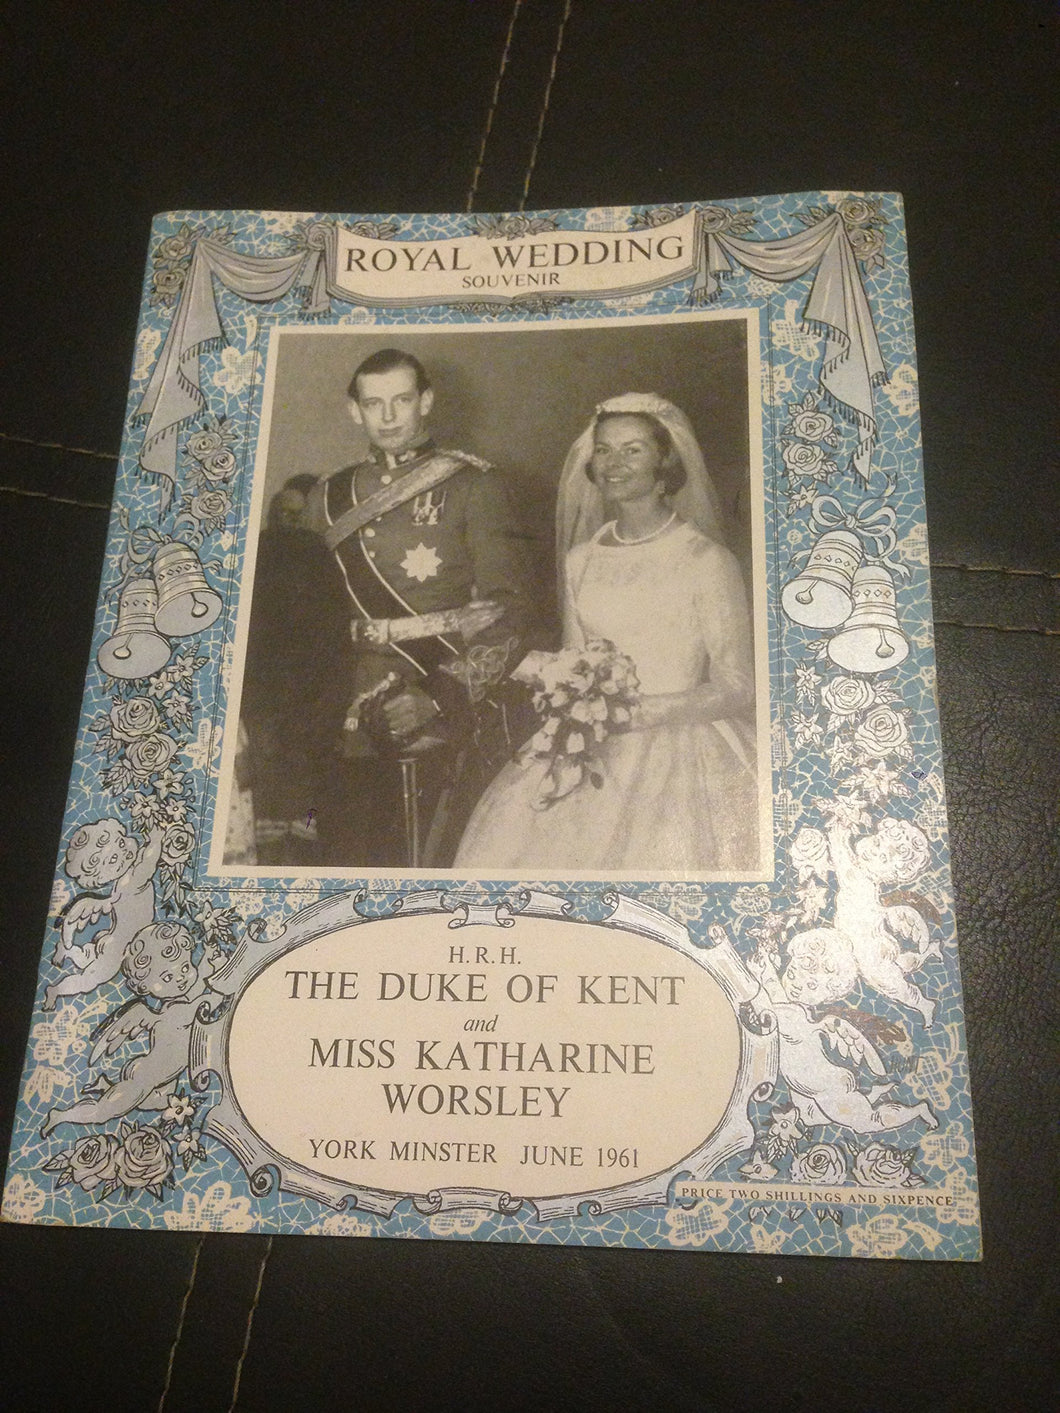 ROYAL WEDDING
SOUVENIR
H.R.H.
THE DUKE OF KENT
and
MISS KATHARINE
WORSLEY
YORK MINSTER JUNE 1961
PRICE TWO SHILLINGS AND SIXPENCE